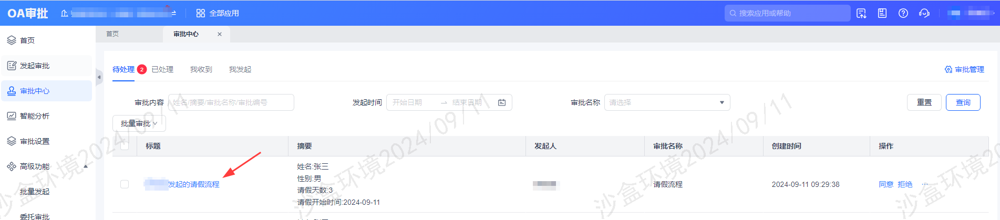 OA审批
全部应用
搜索应用或帮助
首页
审批中心 ×
首页
发起审批
审批中心
智能分析
审批设置
高级功能
批量发起
委托审批
待处理 2 已处理 我收到 我发起
审批管理
审批内容 姓名/摘要/审批名称/审批编号 发起时间 开始日期 → 结束日期 审批名称 请选择 重置 查询
批量审批
标题 摘要 发起人 审批名称 创建时间 操作
发起的请假流程
姓名:张三
性别:男
请假天数:3
请假开始时间:2024-09-11
请假流程
2024-09-11 09:29:38
同意 拒绝 ···
沙盒环境2024/09/11
沙盒环境2024/09/11
沙盒环境2024/09/11
沙盒环境